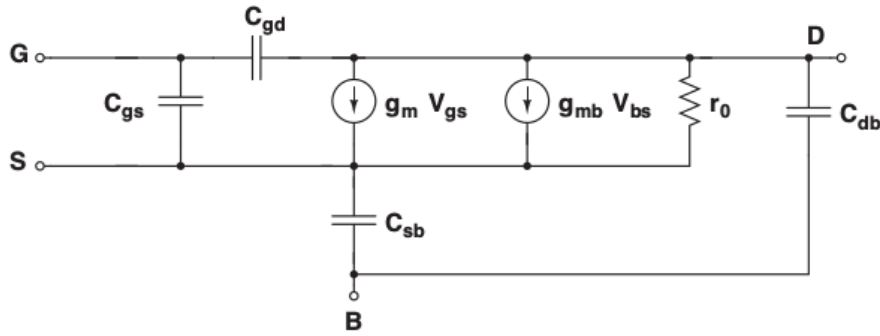 C_gd
G
D
C_gs
g_m V_gs
g_mb V_bs
r_0
C_db
S
C_sb
B